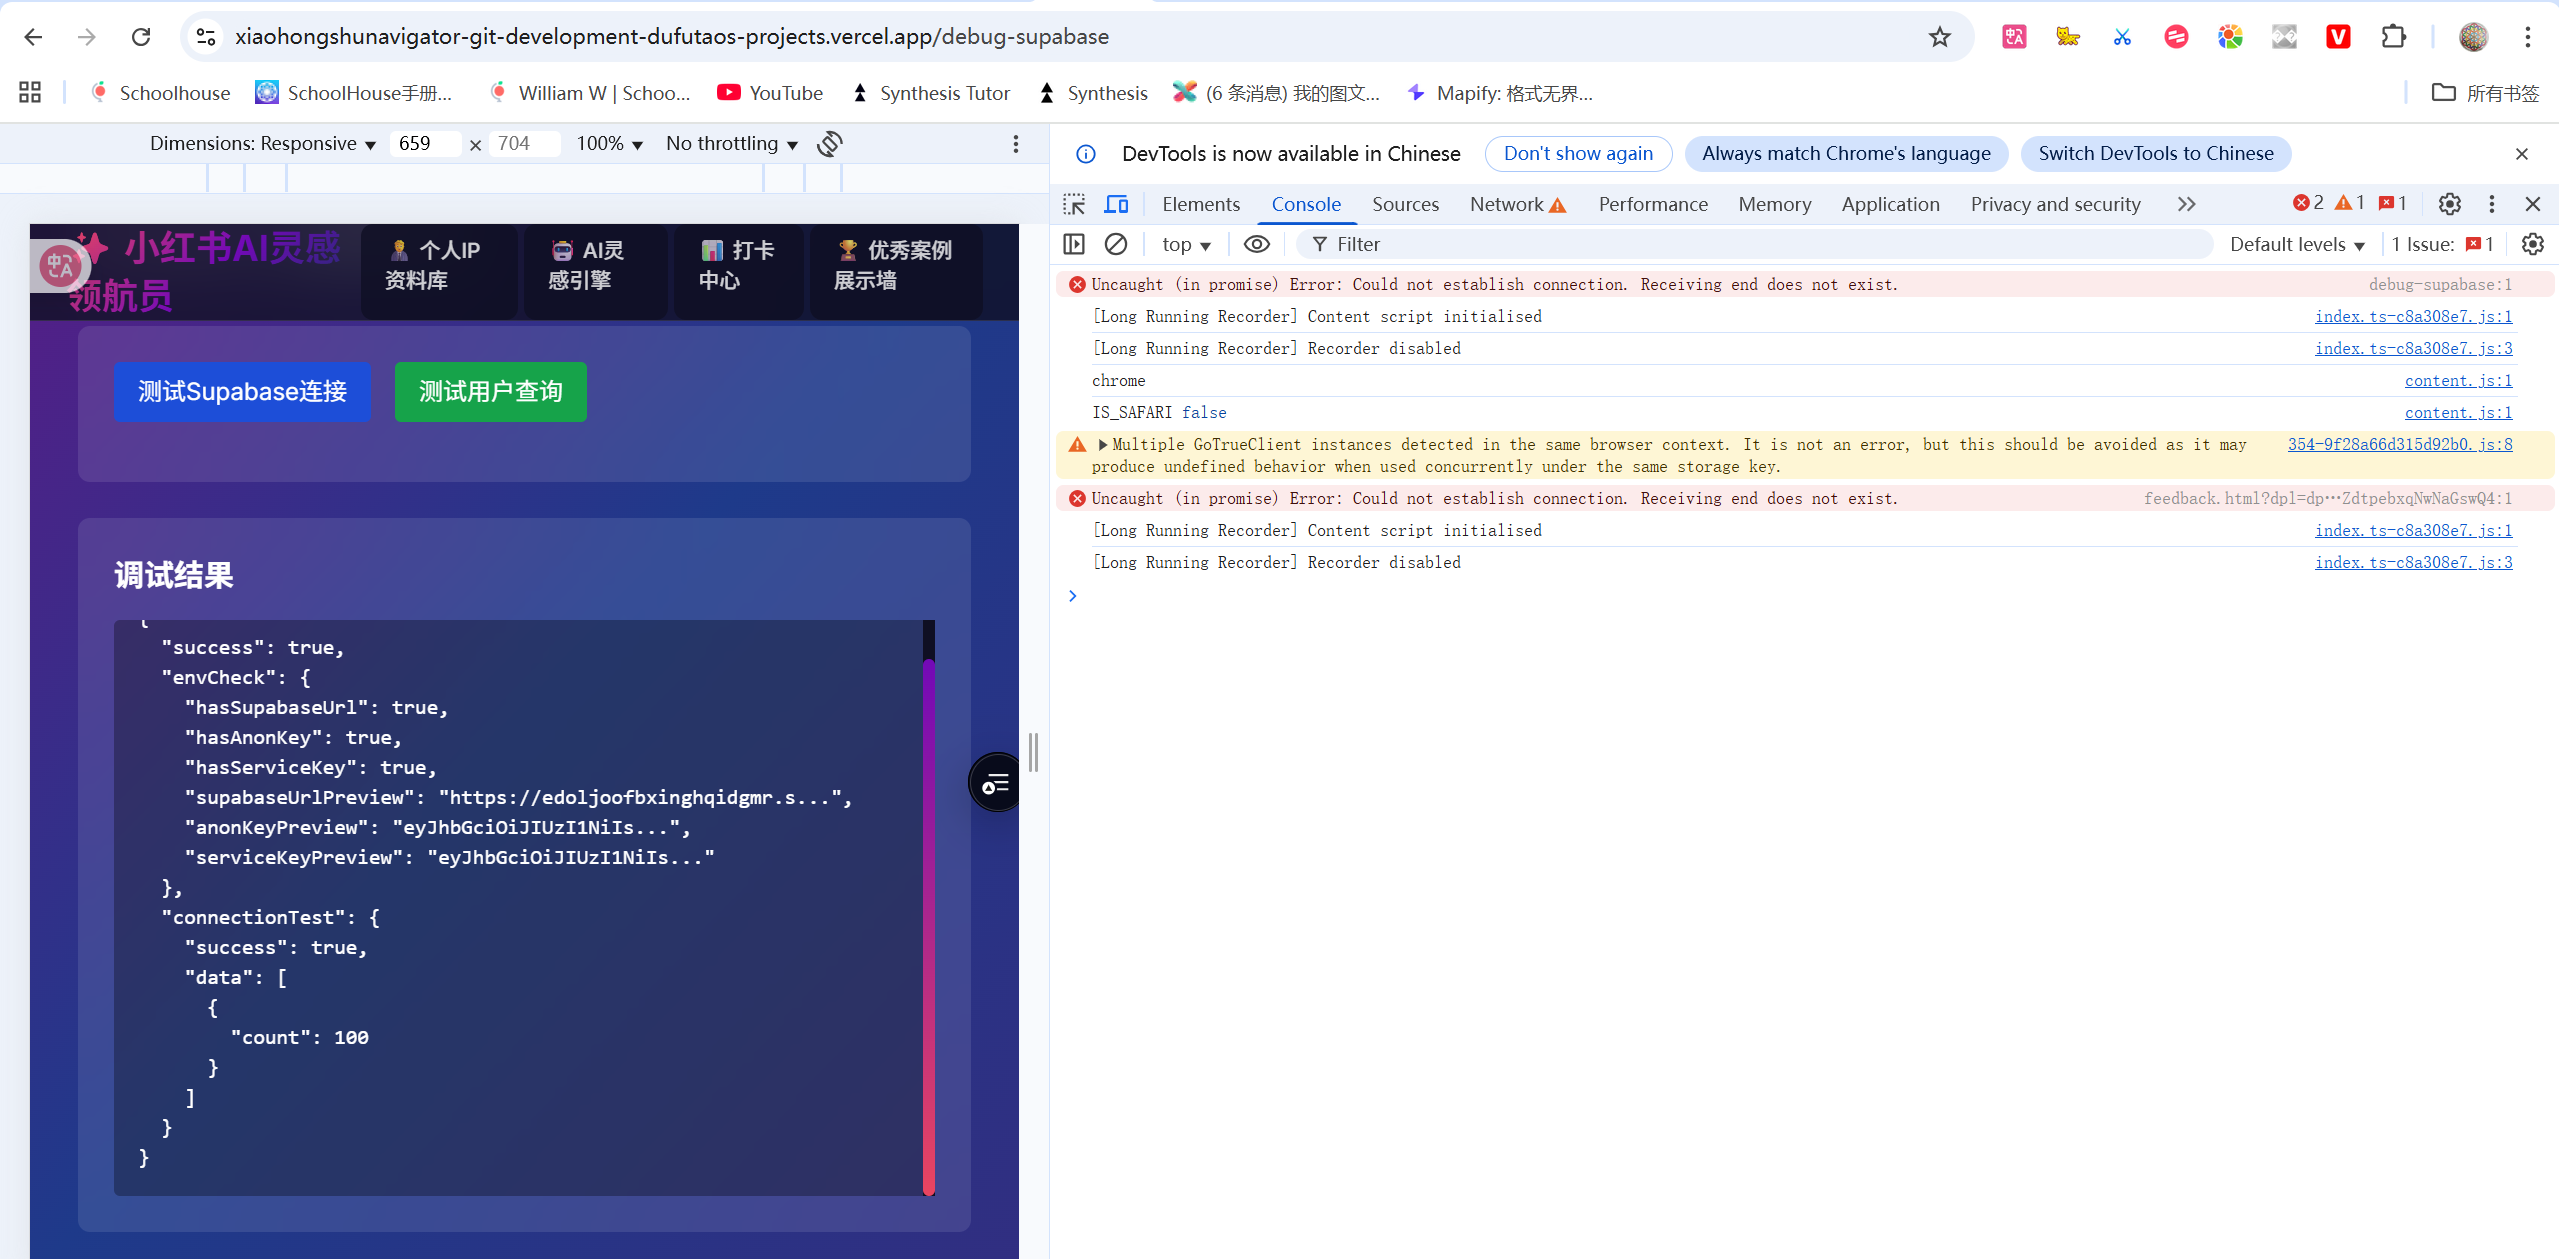 xiaohongshunavigator-git-development-dufutaos-projects.vercel.app/debug-supabase
Schoolhouse
SchoolHouse手册...
William W | Schoo...
YouTube
Synthesis Tutor
Synthesis
(6 条消息) 我的图文...
Mapify: 格式无界...
所有书签
Dimensions: Responsive
659 × 704
100%
No throttling
DevTools is now available in Chinese
Don't show again
Always match Chrome's language
Switch DevTools to Chinese
Elements
Console
Sources
Network
Performance
Memory
Application
Privacy and security
2
1
1
top
Filter
Default levels
1 Issue: 1
小红书AI灵感
领航员
个人IP
资料库
AI灵
感引擎
打卡
中心
优秀案例
展示墙
测试Supabase连接
测试用户查询
调试结果
{
"success": true,
"envCheck": {
"hasSupabaseUrl": true,
"hasAnonKey": true,
"hasServiceKey": true,
"supabaseUrlPreview": "https://edoljoofbxinghqidgmr.s...",
"anonKeyPreview": "eyJhbGciOiJIUzI1NiIs...",
"serviceKeyPreview": "eyJhbGciOiJIUzI1NiIs..."
},
"connectionTest": {
"success": true,
"data": [
{
"count": 100
}
]
}
}
Uncaught (in promise) Error: Could not establish connection. Receiving end does not exist. debug-supabase:1
[Long Running Recorder] Content script initialised index.ts-c8a308e7.js:1
[Long Running Recorder] Recorder disabled index.ts-c8a308e7.js:3
chrome content.js:1
IS_SAFARI false content.js:1
Multiple GoTrueClient instances detected in the same browser context. It is not an error, but this should be avoided as it may 354-9f28a66d315d92b0.js:8
produce undefined behavior when used concurrently under the same storage key.
Uncaught (in promise) Error: Could not establish connection. Receiving end does not exist. feedback.html?dpl=dp…ZdtpebxqNwNaGswQ4:1
[Long Running Recorder] Content script initialised index.ts-c8a308e7.js:1
[Long Running Recorder] Recorder disabled index.ts-c8a308e7.js:3